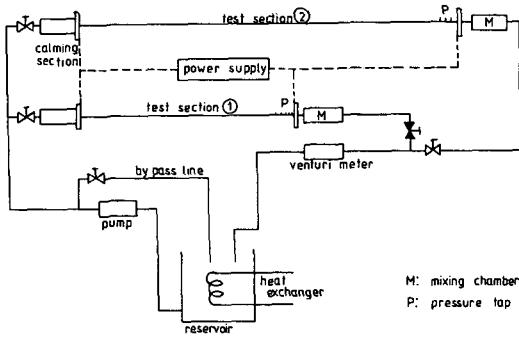 test section ②
P
M
calming
section
power supply
test section ①
P
M
by pass line
venturi meter
pump
heat
exchanger
reservoir
M: mixing chamber
P: pressure tap